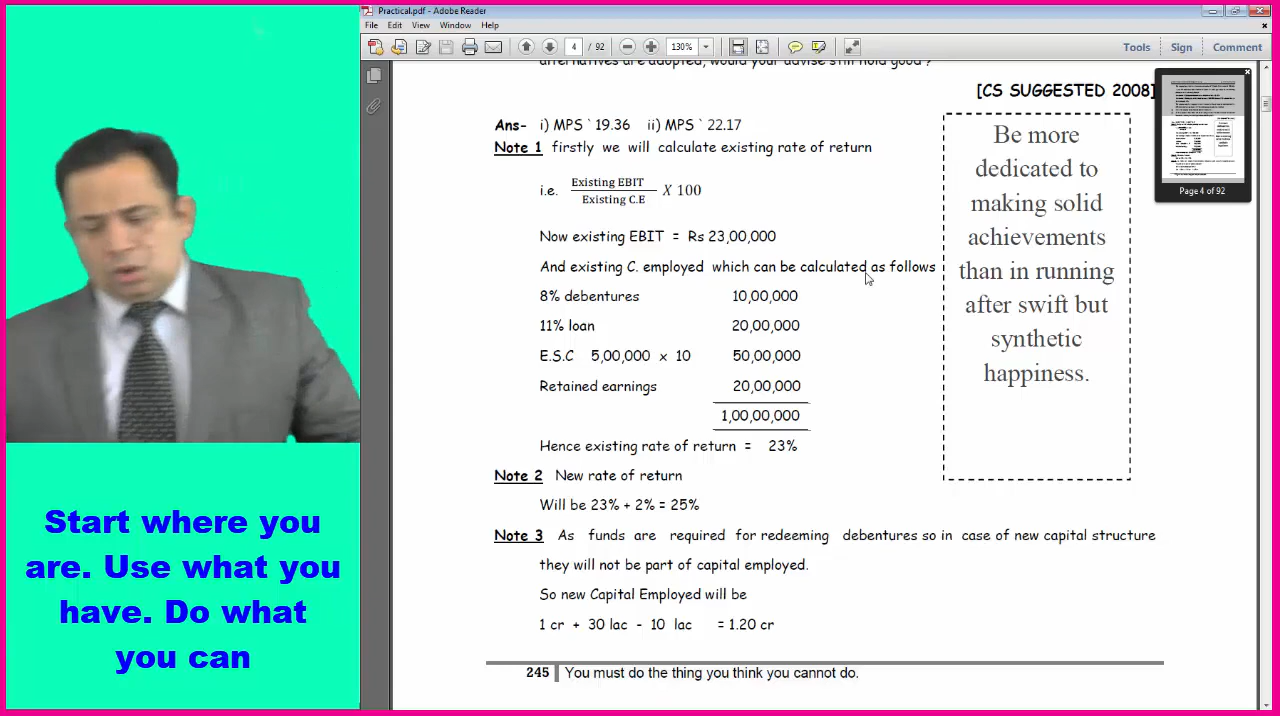 Practical.pdf - Adobe Reader
File Edit View Window Help
4 / 92 130% Tools Sign Comment
alternatives are adopted, would your advise still hold good ?
[CS SUGGESTED 2008]
Ans- i) MPS ` 19.36 ii) MPS ` 22.17
Note 1 firstly we will calculate existing rate of return
i.e. Existing EBIT / Existing C.E X 100
Now existing EBIT = Rs 23,00,000
And existing C. employed which can be calculated as follows
8% debentures 10,00,000
11% loan 20,00,000
E.S.C 5,00,000 x 10 50,00,000
Retained earnings 20,00,000
1,00,00,000
Hence existing rate of return = 23%
Note 2 New rate of return
Will be 23% + 2% = 25%
Note 3 As funds are required for redeeming debentures so in case of new capital structure
they will not be part of capital employed.
So new Capital Employed will be
1 cr + 30 lac - 10 lac = 1.20 cr
245 You must do the thing you think you cannot do.
Be more
dedicated to
making solid
achievements
than in running
after swift but
synthetic
happiness.
Page 4 of 92
Start where you
are. Use what you
have. Do what
you can